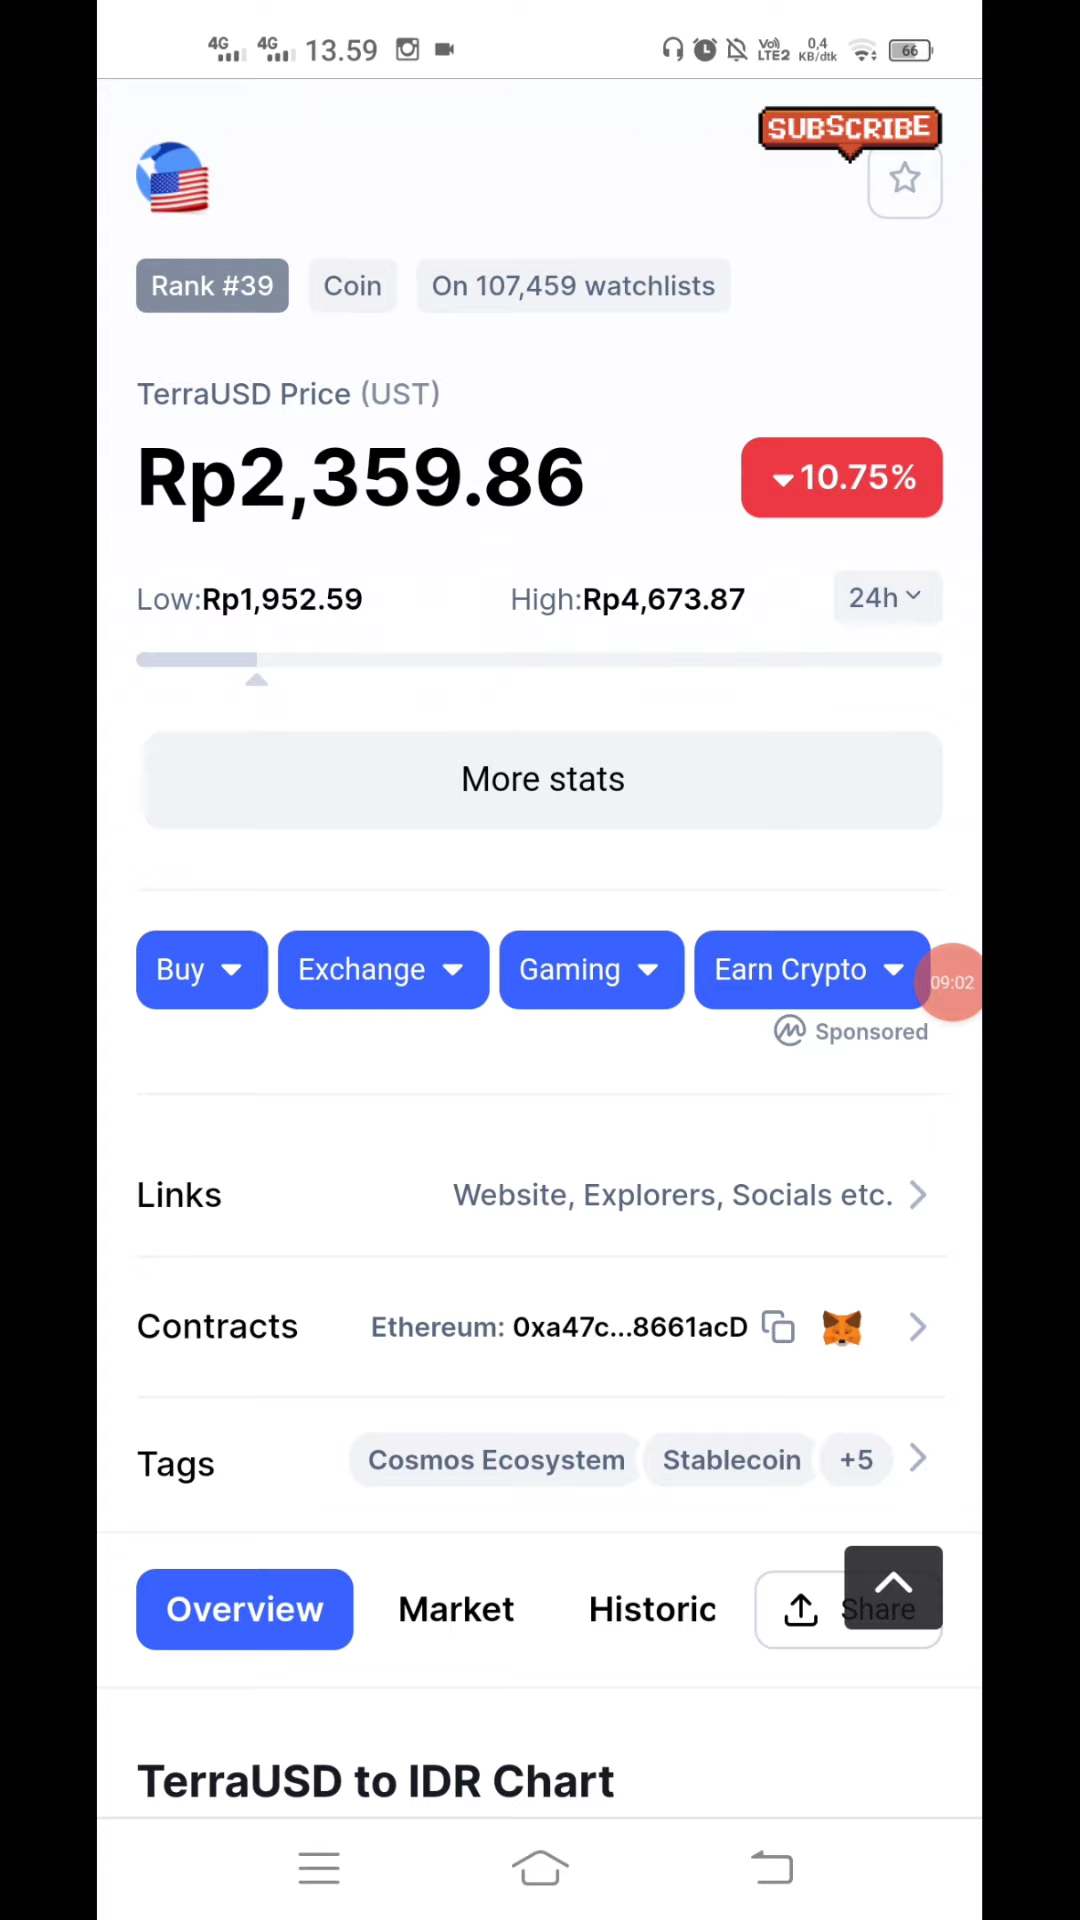 4G 4G 13.59 Vo) LTE2 0,4 KB/dtk 66
SUBSCRIBE
Rank #39 Coin On 107,459 watchlists
TerraUSD Price (UST)
Rp2,359.86 10.75%
Low:Rp1,952.59 High:Rp4,673.87 24h
More stats
Buy Exchange Gaming Earn Crypto 09:02
Sponsored
Links Website, Explorers, Socials etc.
Contracts Ethereum: 0xa47c...8661acD
Tags Cosmos Ecosystem Stablecoin +5
Overview Market Historic Share
TerraUSD to IDR Chart